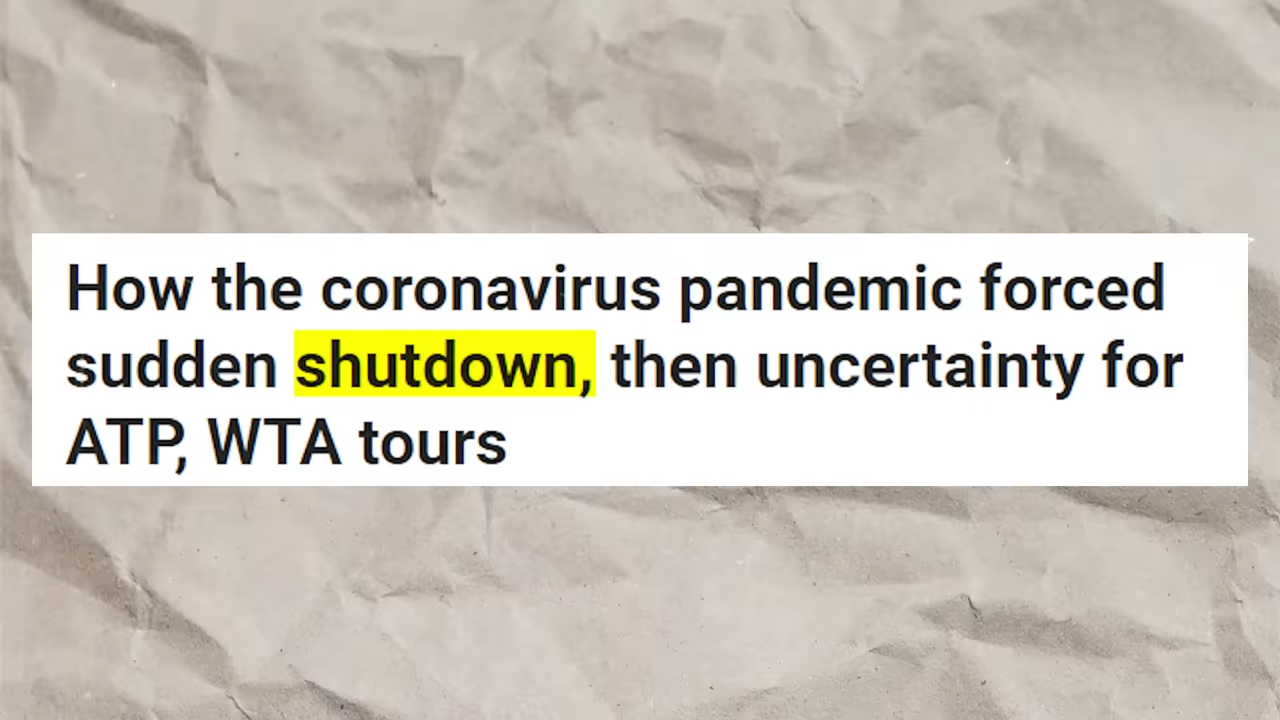 How the coronavirus pandemic forced
sudden shutdown, then uncertainty for
ATP, WTA tours